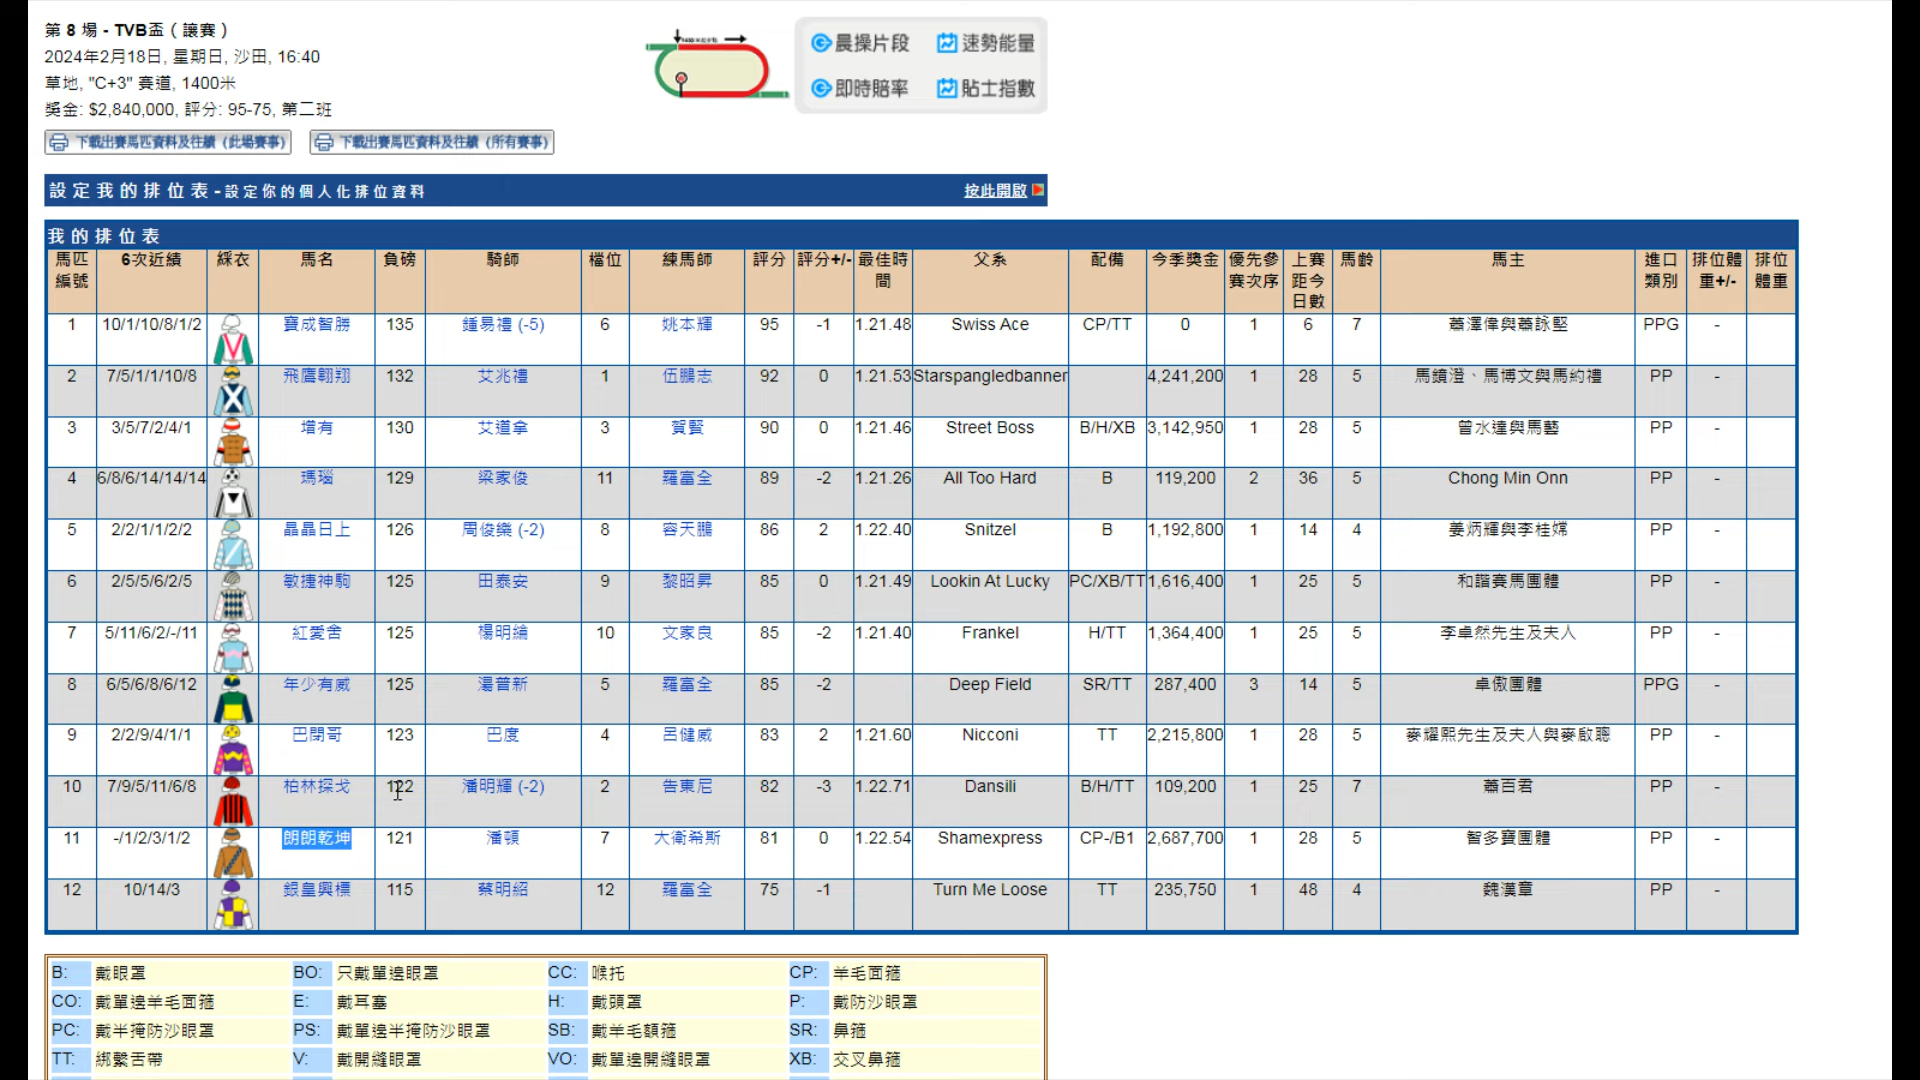 第 8 場 - TVB盃 ( 讓賽 )
2024年2月18日, 星期日, 沙田, 16:40
草地, "C+3" 賽道, 1400米
獎金: $2,840,000, 評分: 95-75, 第二班
晨操片段 速勢能量
即時賠率 貼士指數
下載出賽馬匹資料及往績 (此場賽事) 下載出賽馬匹資料及往績 (所有賽事)
設定我的排位表-設定你的個人化排位資料 按此開啟
我的排位表
馬匹編號 6次近績 綵衣 馬名 負磅 騎師 檔位 練馬師 評分 評分+/- 最佳時間 父系 配備 今季獎金 優先參賽次序 上賽距今日數 馬齡 馬主 進口類別 排位體重+/- 排位體重
1 10/1/10/8/1/2 寶成智勝 135 鍾易禮 (-5) 6 姚本輝 95 -1 1.21.48 Swiss Ace CP/TT 0 1 6 7 蕭澤偉與蕭詠堅 PPG -
2 7/5/1/1/10/8 飛鷹翱翔 132 艾兆禮 1 伍鵬志 92 0 1.21.53 Starspangledbanner 4,241,200 1 28 5 馬鏡澄、馬博文與馬約禮 PP -
3 3/5/7/2/4/1 增有 130 艾道拿 3 賀賢 90 0 1.21.46 Street Boss B/H/XB 3,142,950 1 28 5 曾水達與馬藝 PP -
4 6/8/6/14/14/14 瑪瑙 129 梁家俊 11 羅富全 89 -2 1.21.26 All Too Hard B 119,200 2 36 5 Chong Min Onn PP -
5 2/2/1/1/2/2 晶晶日上 126 周俊樂 (-2) 8 容天鵬 86 2 1.22.40 Snitzel B 1,192,800 1 14 4 姜炳輝與李桂嫦 PP -
6 2/5/5/6/2/5 敏捷神駒 125 田泰安 9 黎昭昇 85 0 1.21.49 Lookin At Lucky PC/XB/TT 1,616,400 1 25 5 和諧賽馬團體 PP -
7 5/11/6/2/-/11 紅愛舍 125 楊明綸 10 文家良 85 -2 1.21.40 Frankel H/TT 1,364,400 1 25 5 李卓然先生及夫人 PP -
8 6/5/6/8/6/12 年少有威 125 湯普新 5 羅富全 85 -2 Deep Field SR/TT 287,400 3 14 5 卓傲團體 PPG -
9 2/2/9/4/1/1 巴閉哥 123 巴度 4 呂健威 83 2 1.21.60 Nicconi TT 2,215,800 1 28 5 麥耀熙先生及夫人與麥啟聰 PP -
10 7/9/5/11/6/8 柏林探戈 122 潘明輝 (-2) 2 告東尼 82 -3 1.22.71 Dansili B/H/TT 109,200 1 25 7 蕭百君 PP -
11 -/1/2/3/1/2 朗朗乾坤 121 潘頓 7 大衛希斯 81 0 1.22.54 Shamexpress CP-/B1 2,687,700 1 28 5 智多寶團體 PP -
12 10/14/3 銀皇興標 115 蔡明紹 12 羅富全 75 -1 Turn Me Loose TT 235,750 1 48 4 魏漢章 PP -
B: 戴眼罩 BO: 只戴單邊眼罩 CC: 喉托 CP: 羊毛面箍
CO: 戴單邊羊毛面箍 E: 戴耳塞 H: 戴頭罩 P: 戴防沙眼罩
PC: 戴半掩防沙眼罩 PS: 戴單邊半掩防沙眼罩 SB: 戴羊毛額箍 SR: 鼻箍
TT: 綁繫舌帶 V: 戴開縫眼罩 VO: 戴單邊開縫眼罩 XB: 交叉鼻箍